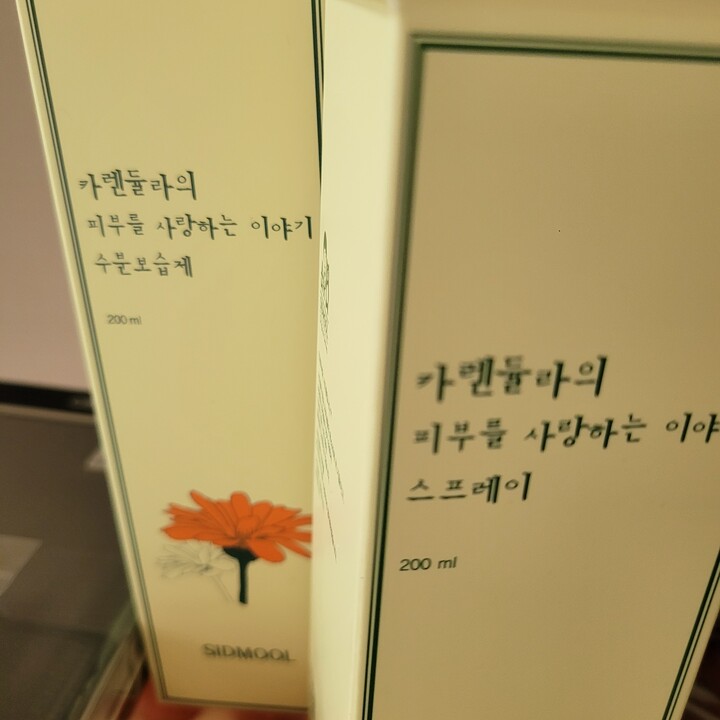 카렌듈라의
피부를 사랑하는 이야기
수분보습제
200 ml
SIDMOOL
카렌듈라의
피부를 사랑하는 이야
스프레이
200 ml